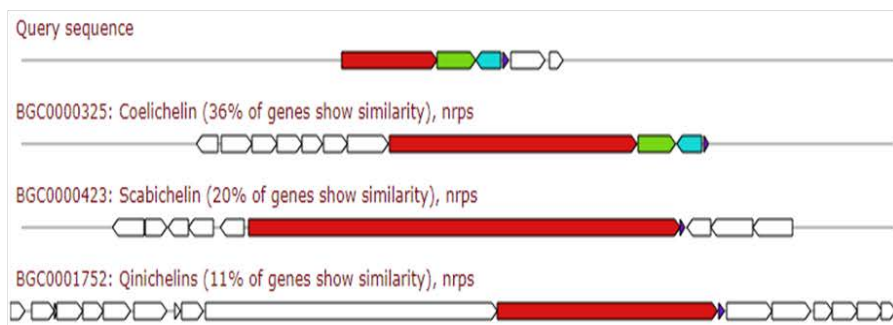 Query sequence
BGC0000325: Coelichelin (36% of genes show similarity), nrps
BGC0000423: Scabichelin (20% of genes show similarity), nrps
BGC0001752: Qinichelins (11% of genes show similarity), nrps